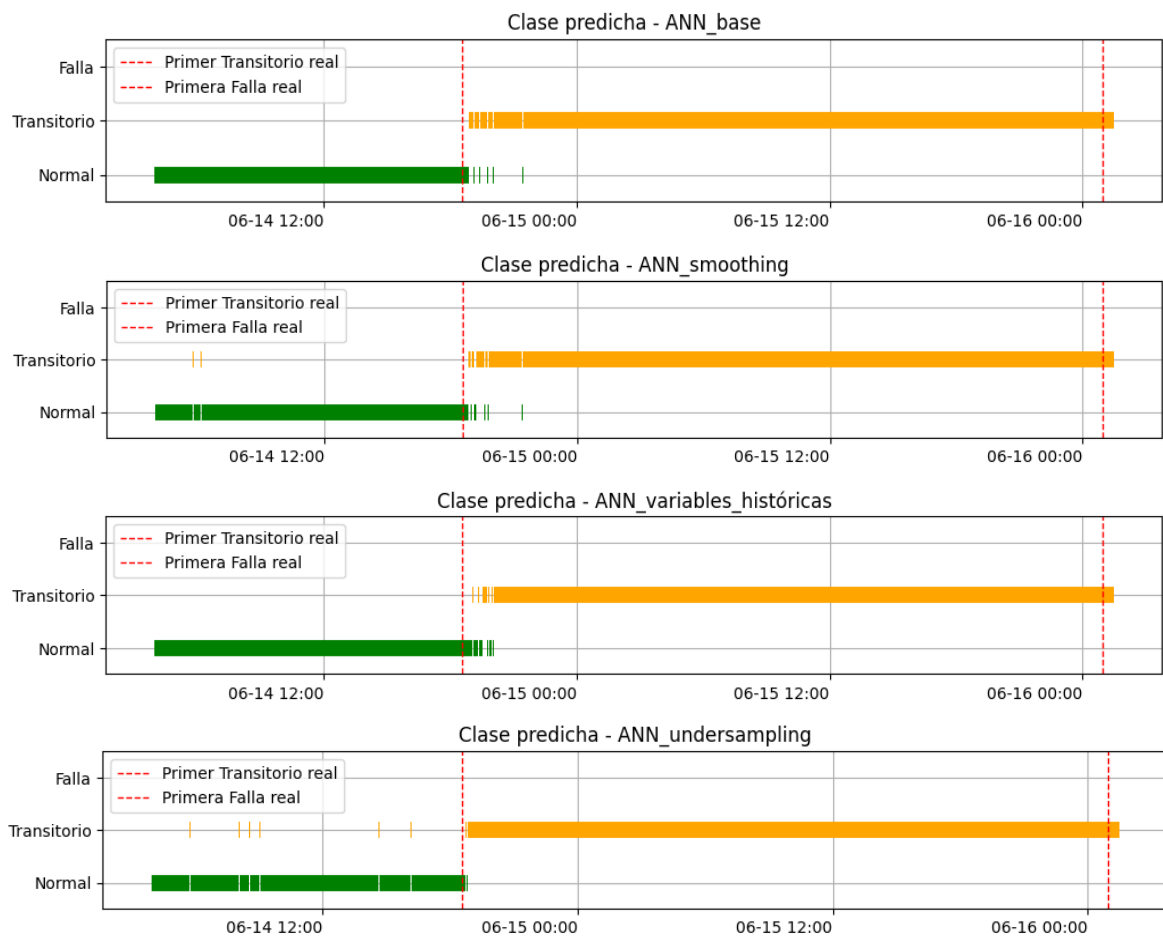 Clase predicha - ANN_base
Primer Transitorio real
Primera Falla real
Falla
Transitorio
Normal
06-14 12:00 06-15 00:00 06-15 12:00 06-16 00:00
Clase predicha - ANN_smoothing
Primer Transitorio real
Primera Falla real
Falla
Transitorio
Normal
06-14 12:00 06-15 00:00 06-15 12:00 06-16 00:00
Clase predicha - ANN_variables_históricas
Primer Transitorio real
Primera Falla real
Falla
Transitorio
Normal
06-14 12:00 06-15 00:00 06-15 12:00 06-16 00:00
Clase predicha - ANN_undersampling
Primer Transitorio real
Primera Falla real
Falla
Transitorio
Normal
06-14 12:00 06-15 00:00 06-15 12:00 06-16 00:00